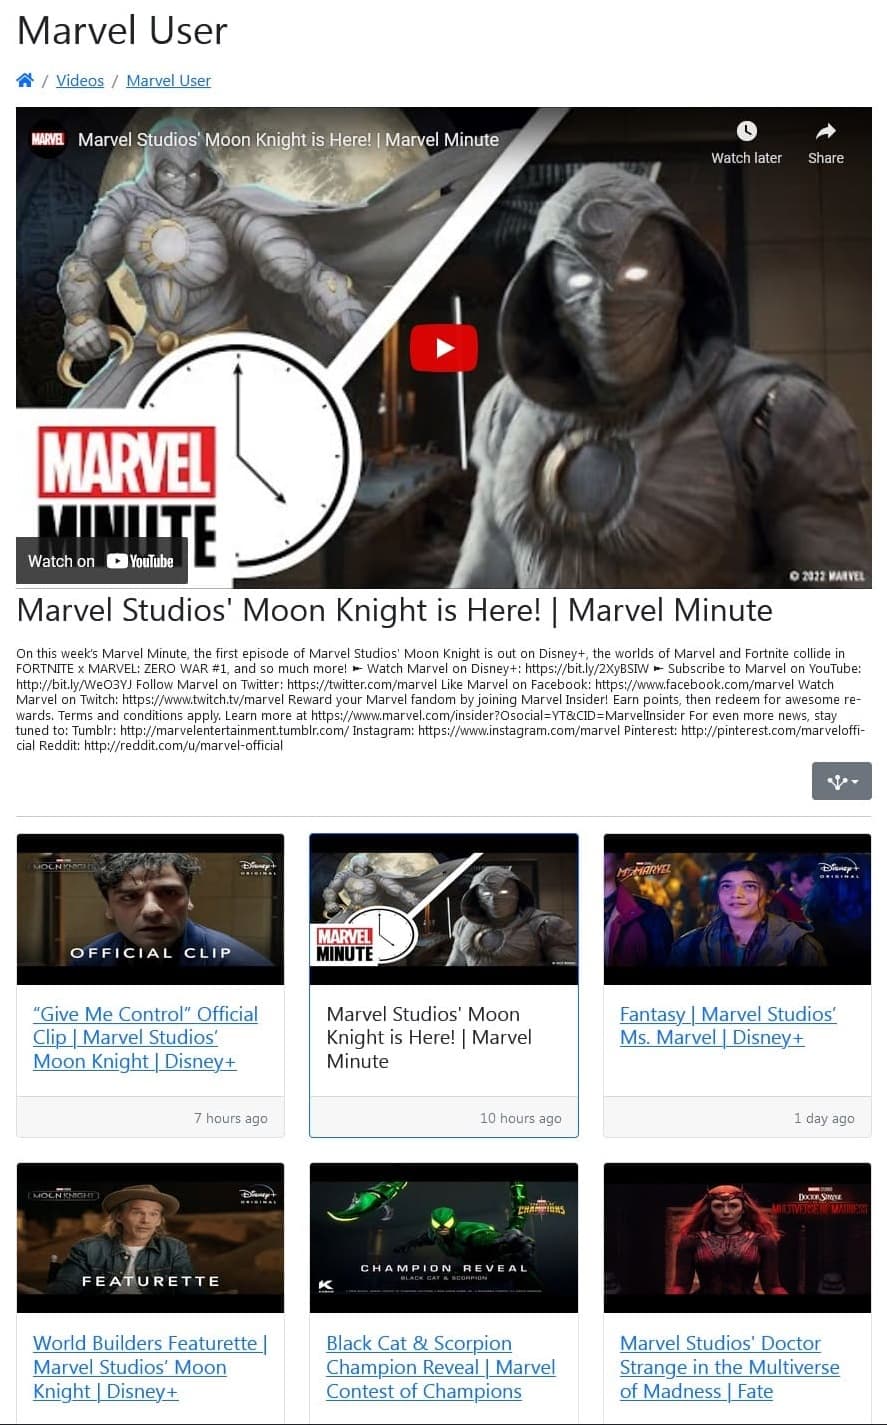 Marvel User
/ Videos / Marvel User
MARVEL Marvel Studios' Moon Knight is Here! | Marvel Minute
Watch later Share
MARVEL
MINUTE
Watch on YouTube
© 2022 MARVEL
Marvel Studios' Moon Knight is Here! | Marvel Minute
On this week’s Marvel Minute, the first episode of Marvel Studios' Moon Knight is out on Disney+, the worlds of Marvel and Fortnite collide in
FORTNITE x MARVEL: ZERO WAR #1, and so much more! ► Watch Marvel on Disney+: https://bit.ly/2XyBSIW ► Subscribe to Marvel on YouTube:
http://bit.ly/WeO3YJ Follow Marvel on Twitter: https://twitter.com/marvel Like Marvel on Facebook: https://www.facebook.com/marvel Watch
Marvel on Twitch: https://www.twitch.tv/marvel Reward your Marvel fandom by joining Marvel Insider! Earn points, then redeem for awesome re-
wards. Terms and conditions apply. Learn more at https://www.marvel.com/insider?Osocial=YT&CID=MarvelInsider For even more news, stay
tuned to: Tumblr: http://marvelentertainment.tumblr.com/ Instagram: https://www.instagram.com/marvel Pinterest: http://pinterest.com/marveloffi-
cial Reddit: http://reddit.com/u/marvel-official
MOON KNIGHT Disney+
ORIGINAL
OFFICIAL CLIP
MARVEL
MINUTE
MS. MARVEL Disney+
ORIGINAL
“Give Me Control” Official
Clip | Marvel Studios’
Moon Knight | Disney+
7 hours ago
Marvel Studios' Moon
Knight is Here! | Marvel
Minute
10 hours ago
Fantasy | Marvel Studios’
Ms. Marvel | Disney+
1 day ago
MOON KNIGHT Disney+
ORIGINAL
FEATURETTE
CHAMPIONS
CHAMPION REVEAL
BLACK CAT & SCORPION
DOCTOR STRANGE
MULTIVERSE OF MADNESS
World Builders Featurette |
Marvel Studios’ Moon
Knight | Disney+
Black Cat & Scorpion
Champion Reveal | Marvel
Contest of Champions
Marvel Studios' Doctor
Strange in the Multiverse
of Madness | Fate